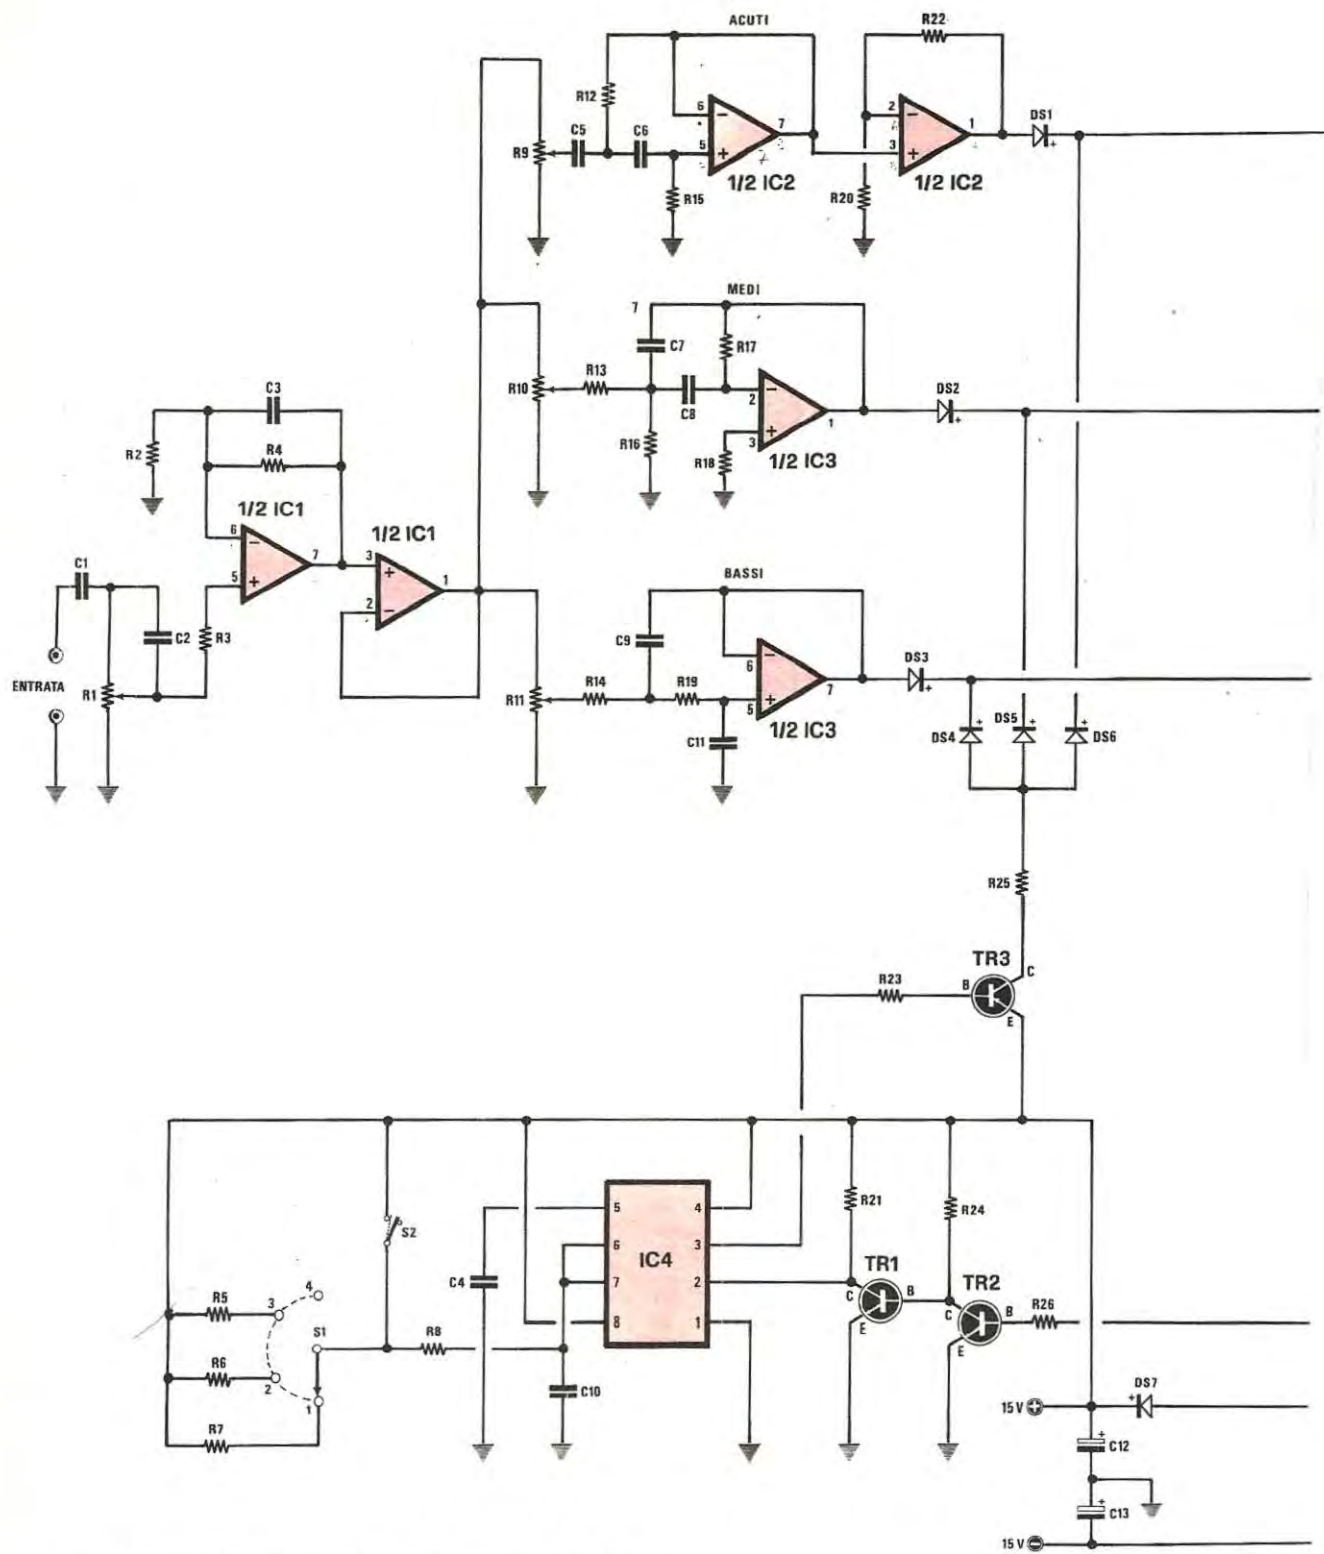 ACUTI
R22
R12
6
7
2
1
DS1
+
C5
C6
5
3
R9
1/2 IC2
1/2 IC2
R15
R20
MEDI
7
C7
R17
R13
DS2
+
R10
C8
2
1
R16
3
R18
1/2 IC3
C3
R2
R4
1/2 IC1
1/2 IC1
6
7
3
C1
5
1
2
C2
R3
ENTRATA
R1
BASSI
C9
6
DS3
+
R14
R19
7
R11
5
C11
1/2 IC3
DS4
+
DS5
+
DS6
+
R25
TR3
C
R23
B
E
5
4
R21
R24
S2
6
3
IC4
TR1
C4
7
2
TR2
C
B
C
B
R26
R5
3
4
S1
8
1
E
E
R8
R6
2
1
C10
DS7
+
15 V +
R7
+
C12
+
C13
15 V -